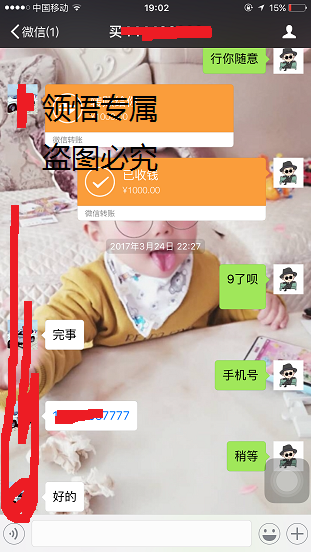 中国移动
19:02
15%
微信(1)
买
行你随意
领悟专属
微信转账
盗图必究
已收钱
¥1000.00
微信转账
2017年3月24日 22:27
9了呗
完事
手机号
7777
稍等
好的